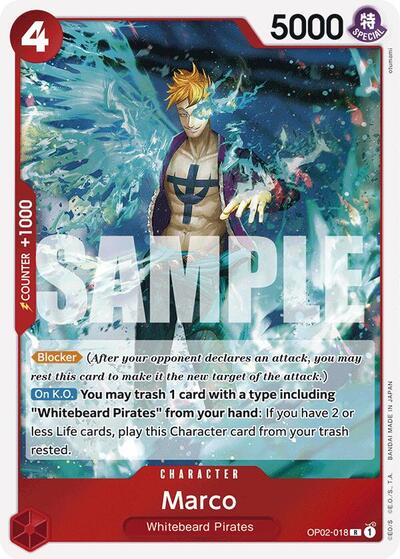 4
5000
特
SPECIAL
otumami
COUNTER +1000
SAMPLE
Blocker (After your opponent declares an attack, you may
rest this card to make it the new target of the attack.)
On K.O. You may trash 1 card with a type including
"Whitebeard Pirates" from your hand: If you have 2 or
less Life cards, play this Character card from your trash
rested.
©E.O./S. ©E.O./S., T.A. BANDAI MADE IN JAPAN
CHARACTER
Marco
Whitebeard Pirates
OP02-018 R 1